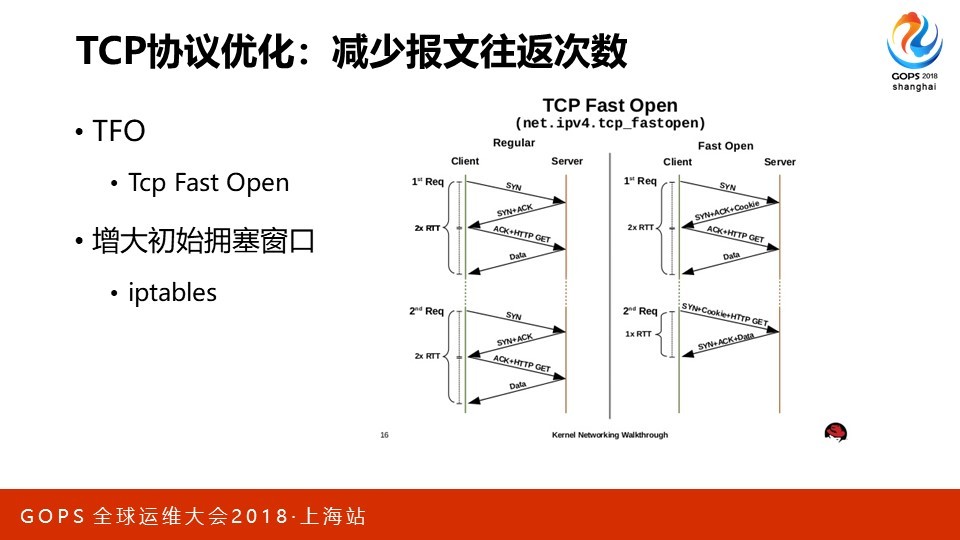 TCP协议优化：减少报文往返次数
GOPS 2018
shanghai
• TFO
• Tcp Fast Open
• 增大初始拥塞窗口
• iptables
TCP Fast Open
(net.ipv4.tcp_fastopen)
Regular
Client
Server
1st Req
SYN
SYN+ACK
2x RTT
ACK+HTTP GET
Data
2nd Req
SYN
SYN+ACK
2x RTT
ACK+HTTP GET
Data
Fast Open
Client
Server
1st Req
SYN
SYN+ACK+Cookie
2x RTT
ACK+HTTP GET
Data
2nd Req
SYN+Cookie+HTTP GET
1x RTT
SYN+ACK+Data
16
Kernel Networking Walkthrough
GOPS 全球运维大会2018·上海站